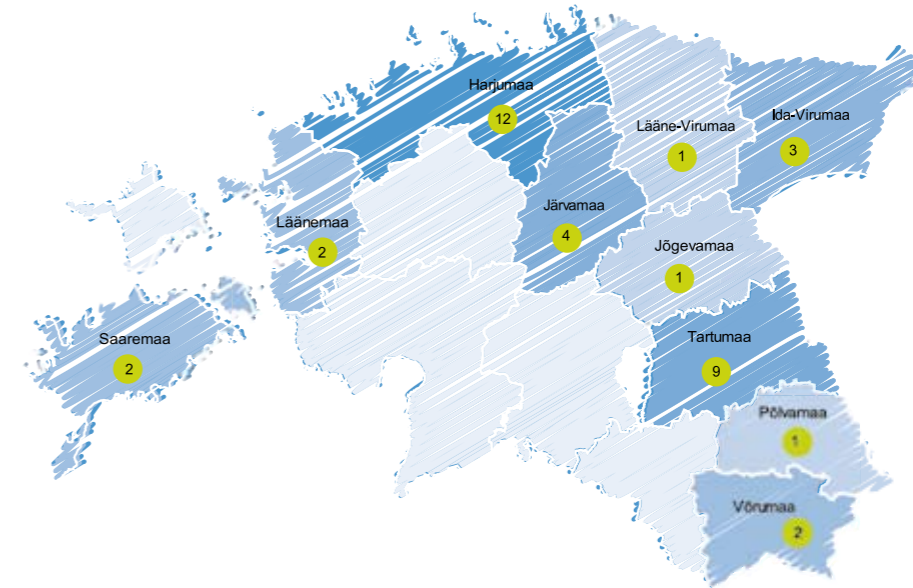 Harjumaa
12
Lääne-Virumaa
1
Ida-Virumaa
3
Läänemaa
2
Järvamaa
4
Jõgevamaa
1
Saaremaa
2
Tartumaa
9
Põlvamaa
1
Võrumaa
2